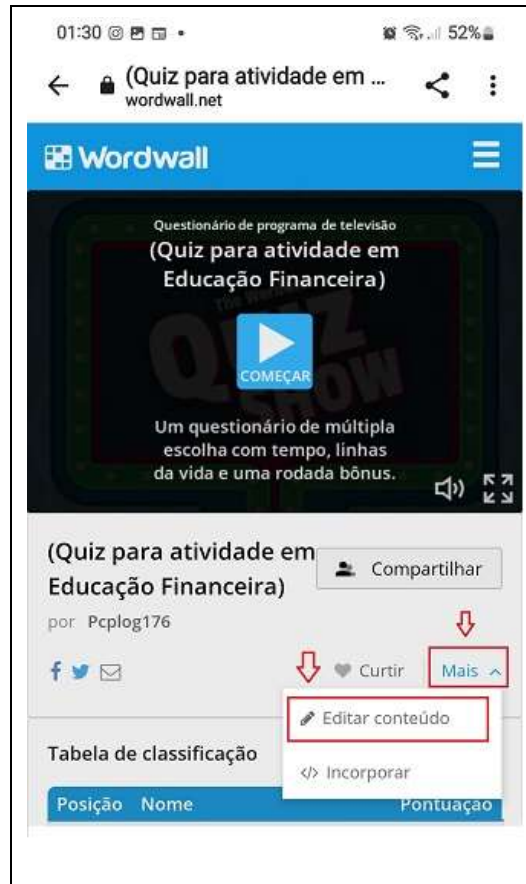 01:30
52%
(Quiz para atividade em ...
wordwall.net
Wordwall
Questionário de programa de televisão
(Quiz para atividade em
Educação Financeira)
COMEÇAR
Um questionário de múltipla
escolha com tempo, linhas
da vida e uma rodada bônus.
(Quiz para atividade em
Educação Financeira)
Compartilhar
por Pcplog176
Curtir
Mais
Editar conteúdo
Tabela de classificação
</> Incorporar
Posição Nome Pontuação